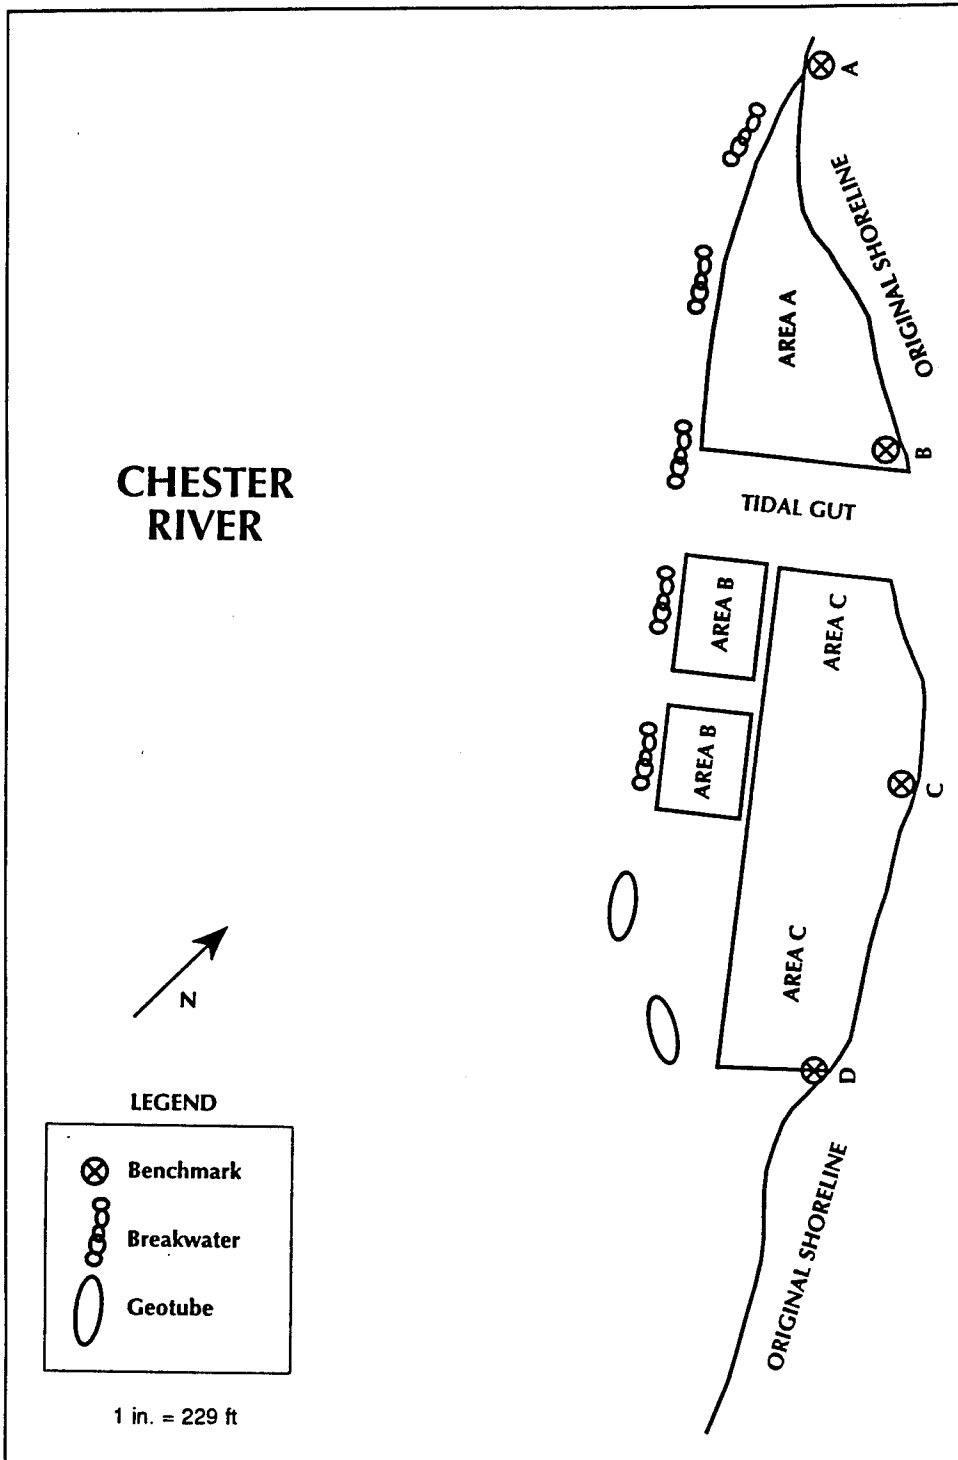 A
ORIGINAL SHORELINE
AREA A
B
CHESTER
RIVER
TIDAL GUT
AREA B
AREA C
AREA B
C
AREA C
N
D
LEGEND
Benchmark
Breakwater
Geotube
ORIGINAL SHORELINE
1 in. = 229 ft